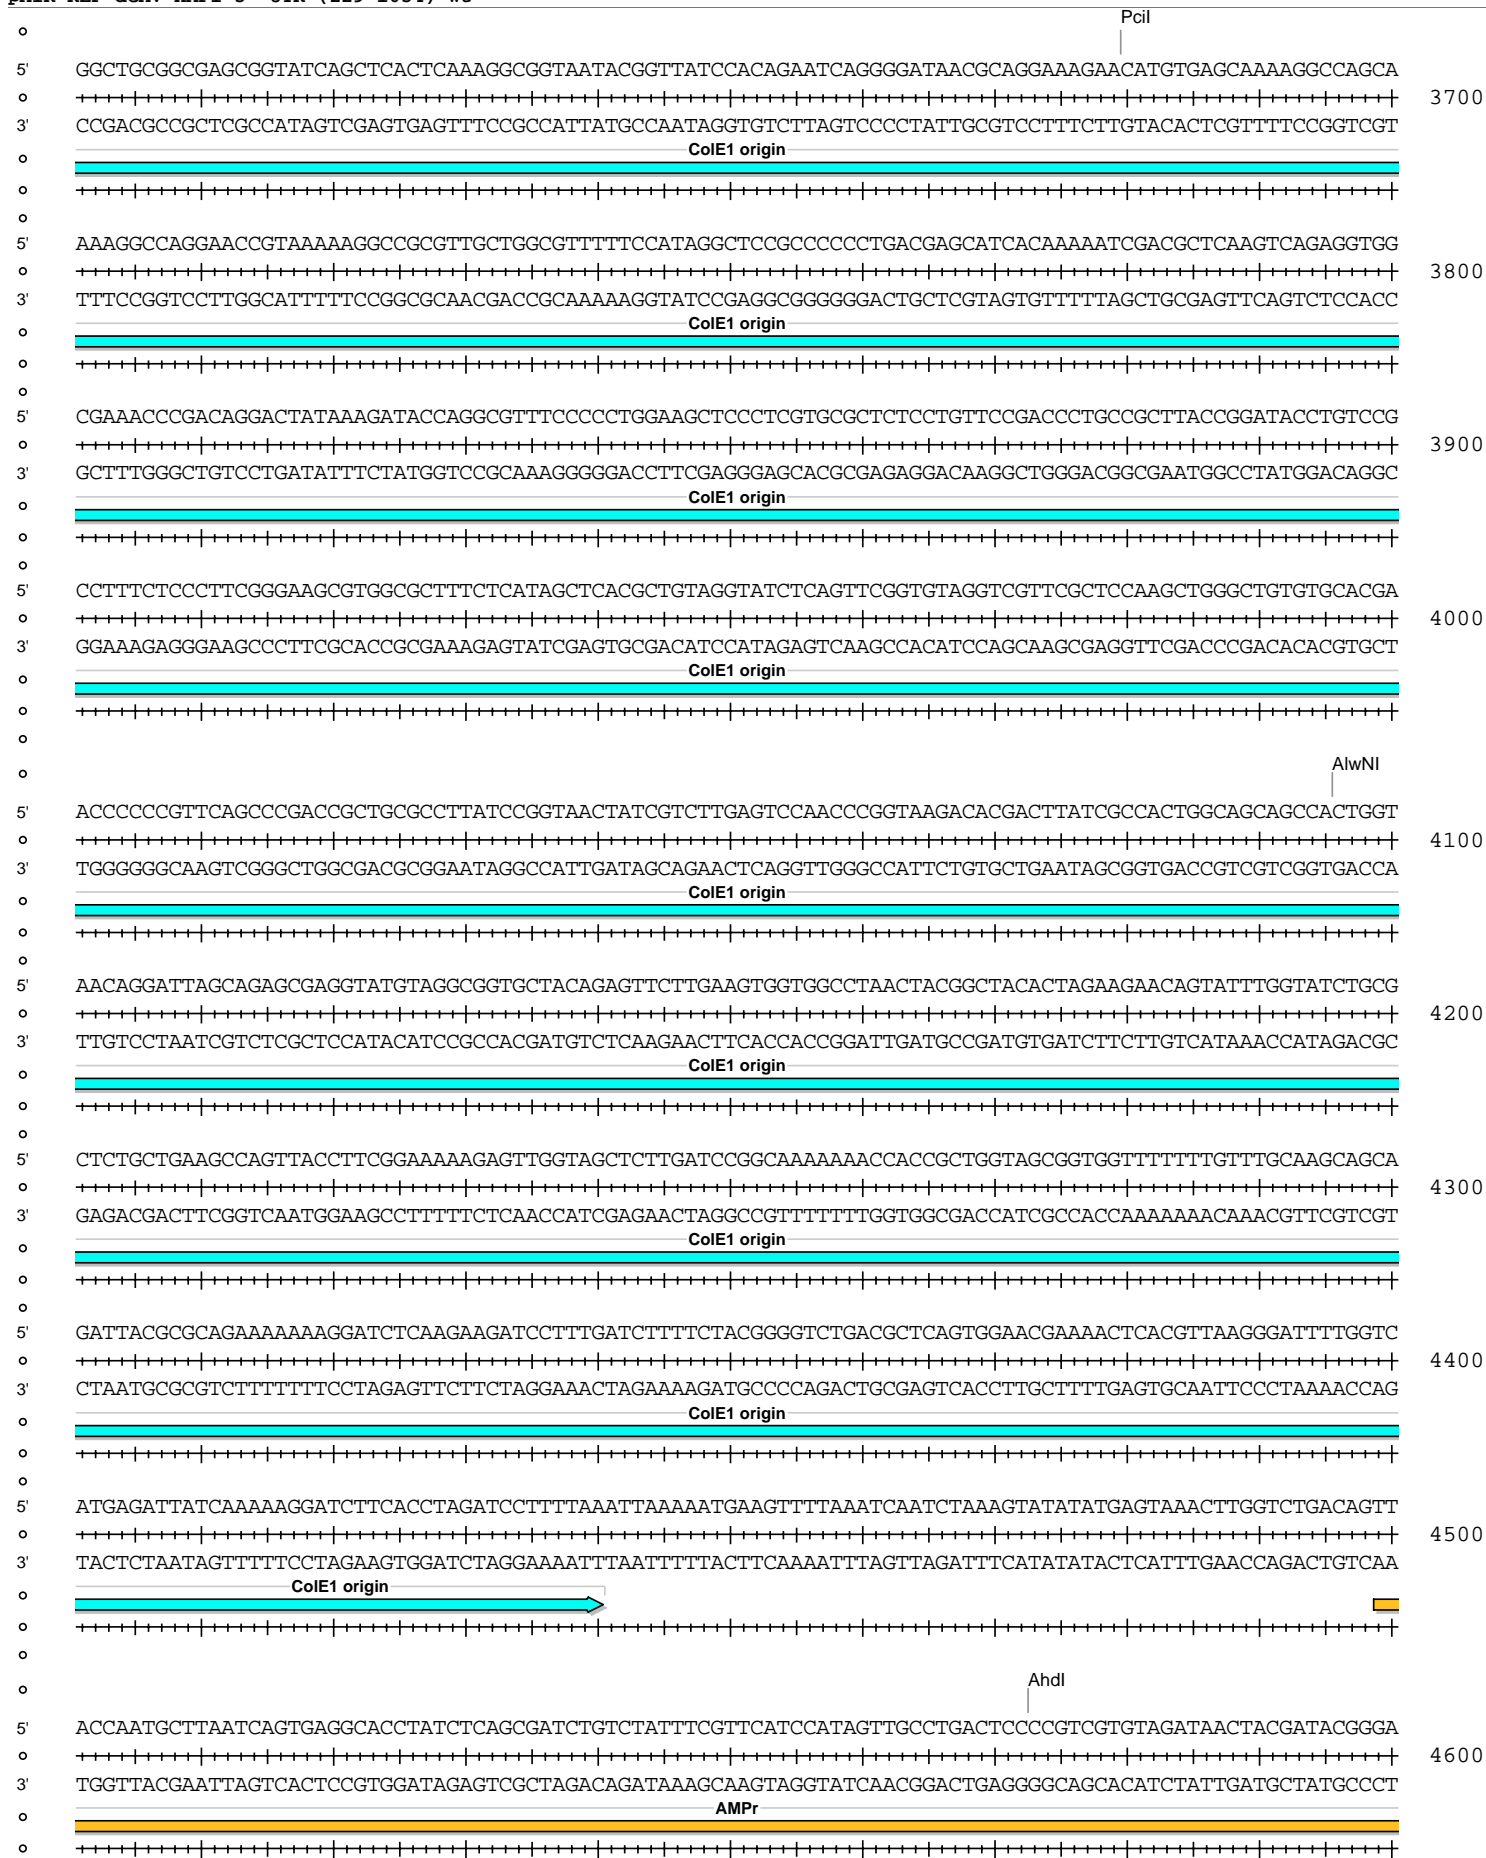 PciI
5' GGCTGCGGCGAGCGGTATCAGCTCACTCAAAGGCGGTAATACGGTTATCCACAGAATCAGGGGATAACGCAGGAAAGAACATGTGAGCAAAAGGCCAGCA
3700
3' CCGACGCCGCTCGCCATAGTCGAGTGAGTTTCCGCCATTATGCCAATAGGTGTCTTAGTCCCCTATTGCGTCCTTTCTTGTACACTCGTTTTCCGGTCGT
ColE1 origin
5' AAAGGCCAGGAACCGTAAAAAGGCCGCGTTGCTGGCGTTTTTCCATAGGCTCCGCCCCCCTGACGAGCATCACAAAAATCGACGCTCAAGTCAGAGGTGG
3800
3' TTTCCGGTCCTTGGCATTTTTCCGGCGCAACGACCGCAAAAAGGTATCCGAGGCGGGGGGACTGCTCGTAGTGTTTTTAGCTGCGAGTTCAGTCTCCACC
ColE1 origin
5' CGAAACCCGACAGGACTATAAAGATACCAGGCGTTTCCCCCTGGAAGCTCCCTCGTGCGCTCTCCTGTTCCGACCCTGCCGCTTACCGGATACCTGTCCG
3900
3' GCTTTGGGCTGTCCTGATATTTCTATGGTCCGCAAAGGGGGACCTTCGAGGGAGCACGCGAGAGGACAAGGCTGGGACGGCGAATGGCCTATGGACAGGC
ColE1 origin
5' CCTTTCTCCCTTCGGGAAGCGTGGCGCTTTCTCATAGCTCACGCTGTAGGTATCTCAGTTCGGTGTAGGTCGTTCGCTCCAAGCTGGGCTGTGTGCACGA
4000
3' GGAAAGAGGGAAGCCCTTCGCACCGCGAAAGAGTATCGAGTGCGACATCCATAGAGTCAAGCCACATCCAGCAAGCGAGGTTCGACCCGACACACGTGCT
ColE1 origin
AlwNI
5' ACCCCCCGTTCAGCCCGACCGCTGCGCCTTATCCGGTAACTATCGTCTTGAGTCCAACCCGGTAAGACACGACTTATCGCCACTGGCAGCAGCCACTGGT
4100
3' TGGGGGGCAAGTCGGGCTGGCGACGCGGAATAGGCCATTGATAGCAGAACTCAGGTTGGGCCATTCTGTGCTGAATAGCGGTGACCGTCGTCGGTGACCA
ColE1 origin
5' AACAGGATTAGCAGAGCGAGGTATGTAGGCGGTGCTACAGAGTTCTTGAAGTGGTGGCCTAACTACGGCTACACTAGAAGAACAGTATTTGGTATCTGCG
4200
3' TTGTCCTAATCGTCTCGCTCCATACATCCGCCACGATGTCTCAAGAACTTCACCACCGGATTGATGCCGATGTGATCTTCTTGTCATAAACCATAGACGC
ColE1 origin
5' CTCTGCTGAAGCCAGTTACCTTCGGAAAAAGAGTTGGTAGCTCTTGATCCGGCAAAAAAACCACCGCTGGTAGCGGTGGTTTTTTTGTTTGCAAGCAGCA
4300
3' GAGACGACTTCGGTCAATGGAAGCCTTTTTCTCAACCATCGAGAACTAGGCCGTTTTTTTGGTGGCGACCATCGCCACCAAAAAAACAAACGTTCGTCGT
ColE1 origin
5' GATTACGCGCAGAAAAAAAGGATCTCAAGAAGATCCTTTGATCTTTTCTACGGGGTCTGACGCTCAGTGGAACGAAAACTCACGTTAAGGGATTTTGGTC
4400
3' CTAATGCGCGTCTTTTTTTCCTAGAGTTCTTCTAGGAAACTAGAAAAGATGCCCCAGACTGCGAGTCACCTTGCTTTTGAGTGCAATTCCCTAAAACCAG
ColE1 origin
5' ATGAGATTATCAAAAAGGATCTTCACCTAGATCCTTTTAAATTAAAAATGAAGTTTTAAATCAATCTAAAGTATATATGAGTAAACTTGGTCTGACAGTT
4500
3' TACTCTAATAGTTTTTCCTAGAAGTGGATCTAGGAAAATTTAATTTTTACTTCAAAATTTAGTTAGATTTCATATATACTCATTTGAACCAGACTGTCAA
ColE1 origin
AhdI
5' ACCAATGCTTAATCAGTGAGGCACCTATCTCAGCGATCTGTCTATTTCGTTCATCCATAGTTGCCTGACTCCCCGTCGTGTAGATAACTACGATACGGGA
4600
3' TGGTTACGAATTAGTCACTCCGTGGATAGAGTCGCTAGACAGATAAAGCAAGTAGGTATCAACGGACTGAGGGGCAGCACATCTATTGATGCTATGCCCT
AMPr